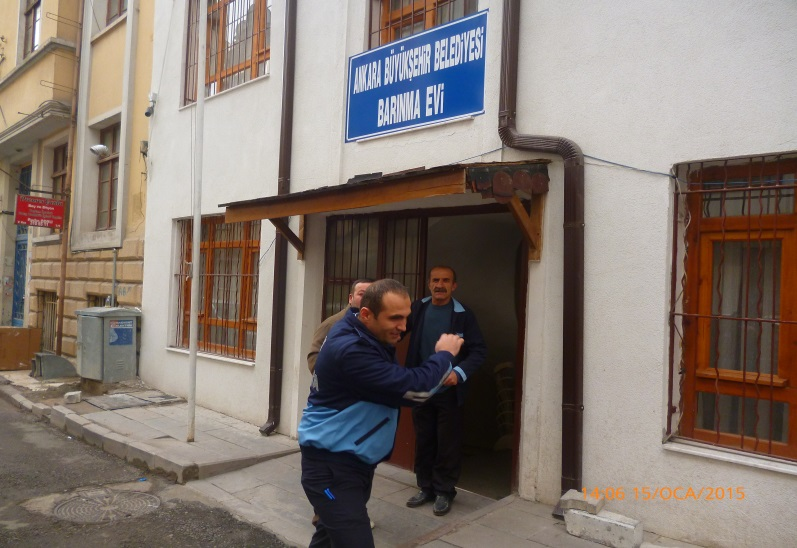 ANKARA BÜYÜKŞEHİR BELEDİYESİ
BARINMA EVİ
14:06 15/OCA/2015